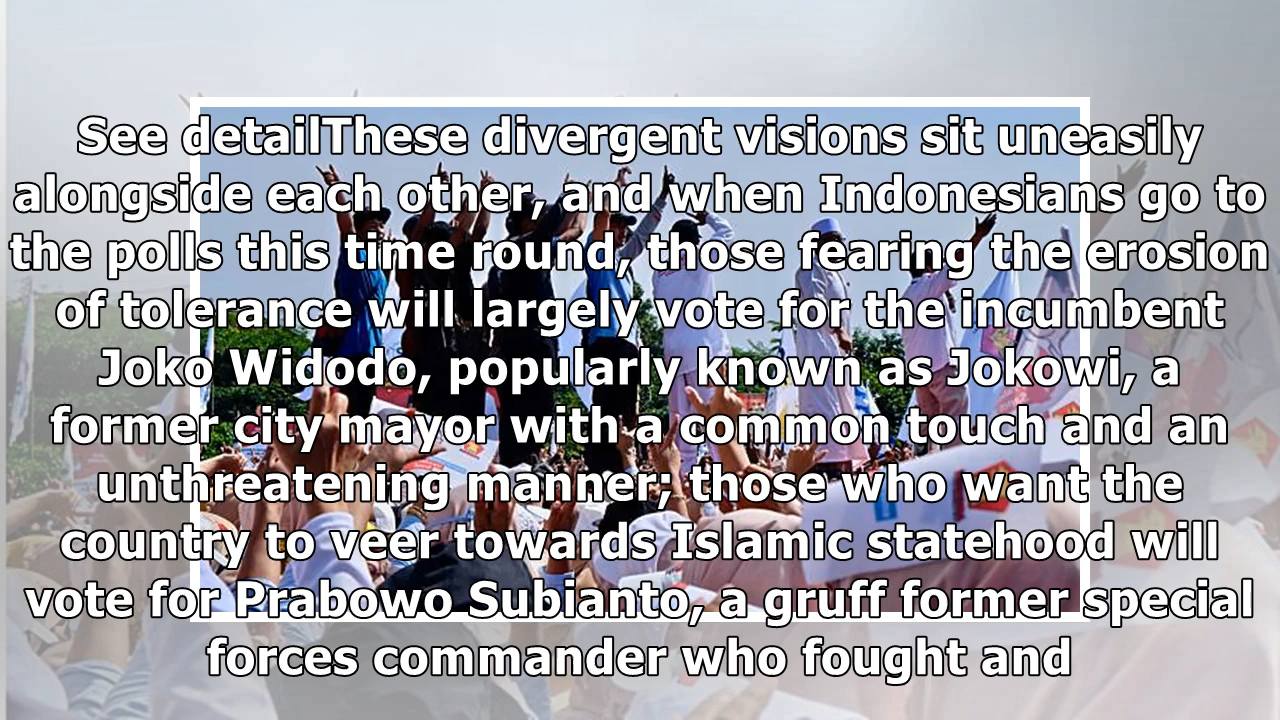 See detailThese divergent visions sit uneasily
alongside each other, and when Indonesians go to
the polls this time round, those fearing the erosion
of tolerance will largely vote for the incumbent
Joko Widodo, popularly known as Jokowi, a
former city mayor with a common touch and an
unthreatening manner; those who want the
country to veer towards Islamic statehood will
vote for Prabowo Subianto, a gruff former special
forces commander who fought and